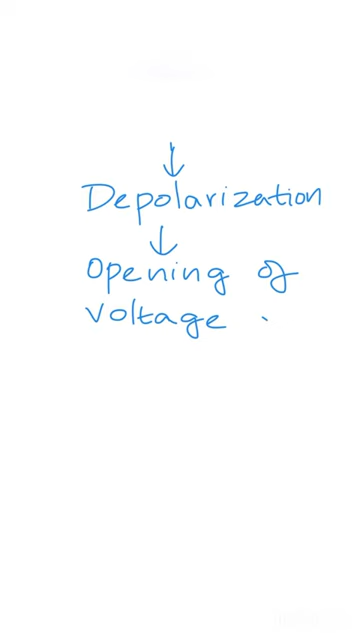 ↓
Depolarization
↓
Opening of
voltage